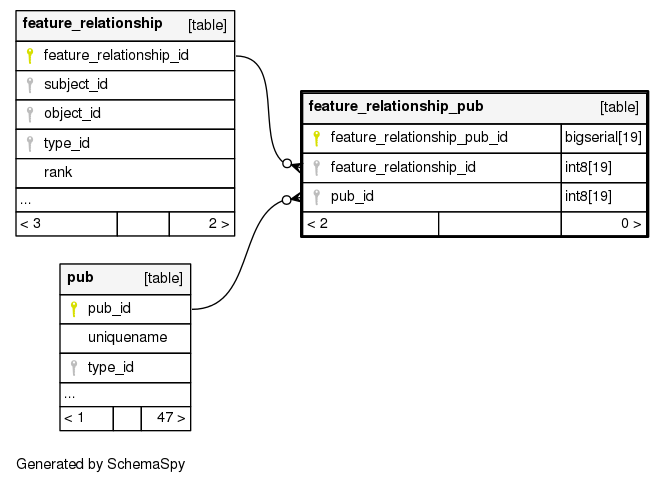 feature_relationship [table]
feature_relationship_id
subject_id
object_id
type_id
rank
...
< 3 2 >
feature_relationship_pub [table]
feature_relationship_pub_id bigserial[19]
feature_relationship_id int8[19]
pub_id int8[19]
< 2 0 >
pub [table]
pub_id
uniquename
type_id
...
< 1 47 >
Generated by SchemaSpy